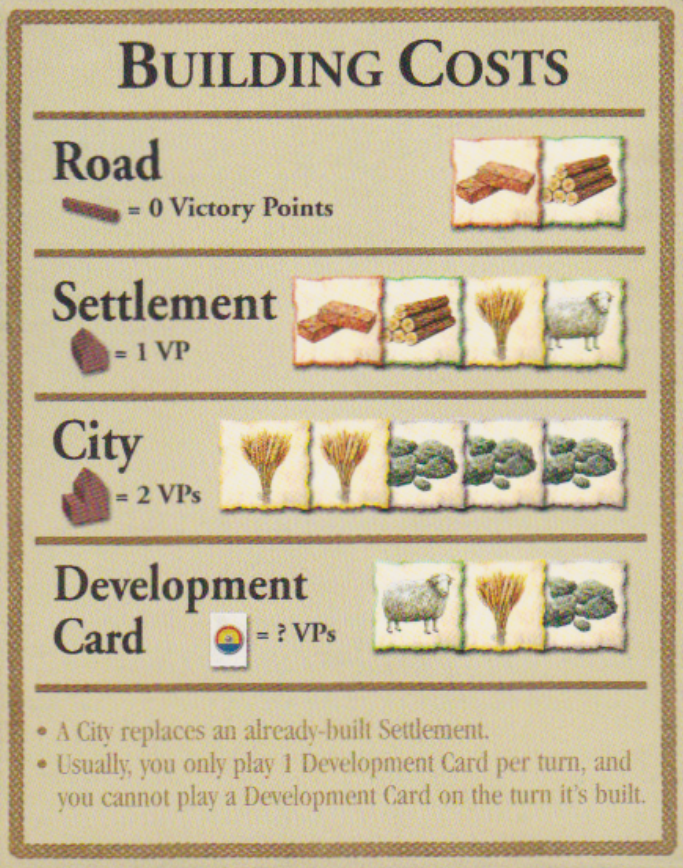 BUILDING COSTS
Road
= 0 Victory Points
Settlement
= 1 VP
City
= 2 VPs
Development
Card = ? VPs
• A City replaces an already-built Settlement.
• Usually, you only play 1 Development Card per turn, and
you cannot play a Development Card on the turn it's built.